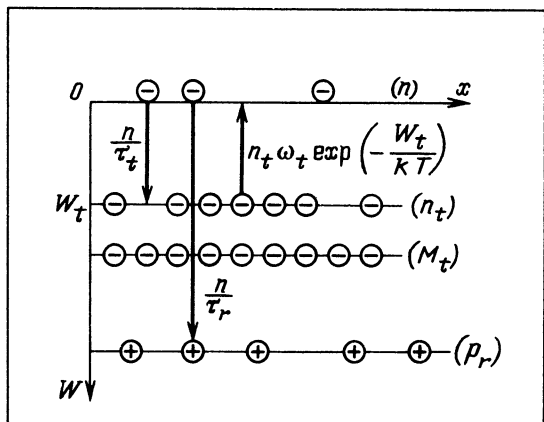 0 (n) x
n/τ_t
n_t ω_t exp (− W_t/kT)
W_t (n_t)
(M_t)
n/τ_r
(p_r)
W